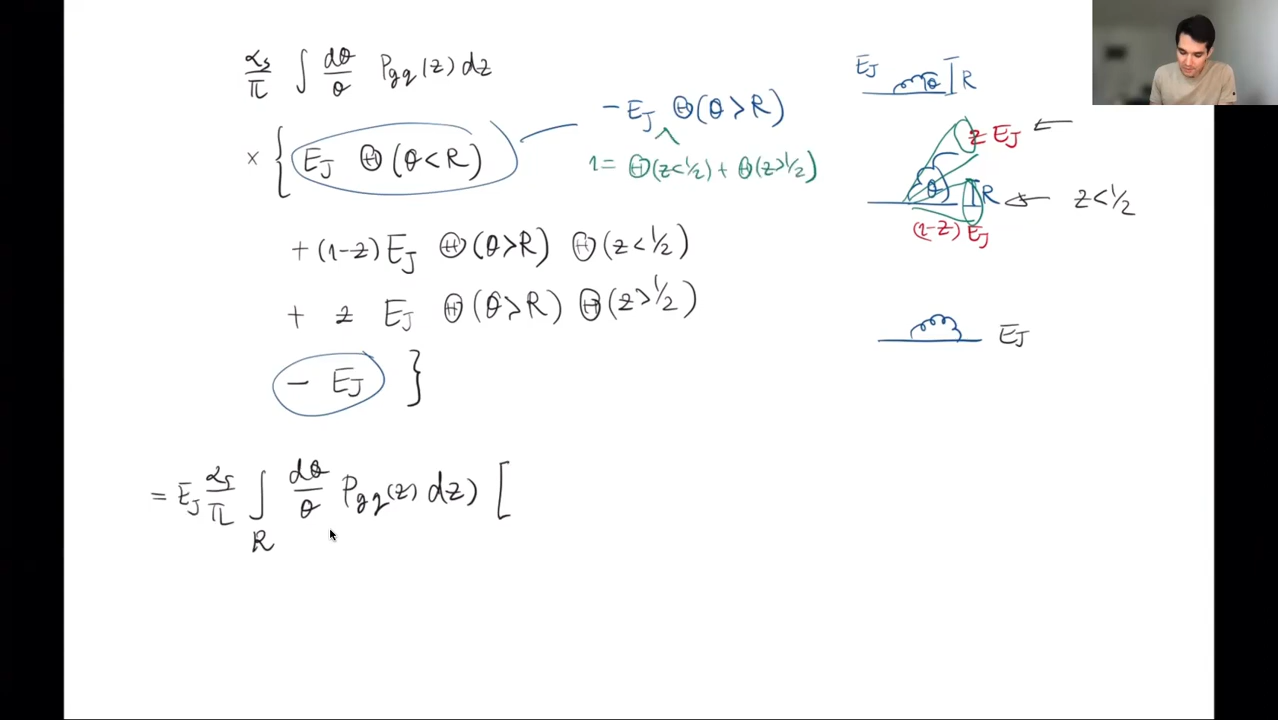 αs/π ∫ dθ/θ Pgq(z) dz
× { EJ Θ(θ<R)
− EJ Θ(θ>R)
1 = Θ(z<1/2) + Θ(z>1/2)
+ (1−z) EJ Θ(θ>R) Θ(z<1/2)
+ z EJ Θ(θ>R) Θ(z>1/2)
− EJ }
= EJ αs/π ∫R dθ/θ Pgq(z) dz) [
EJ θ R
z EJ
θ R z<1/2
(1−z) EJ
EJ